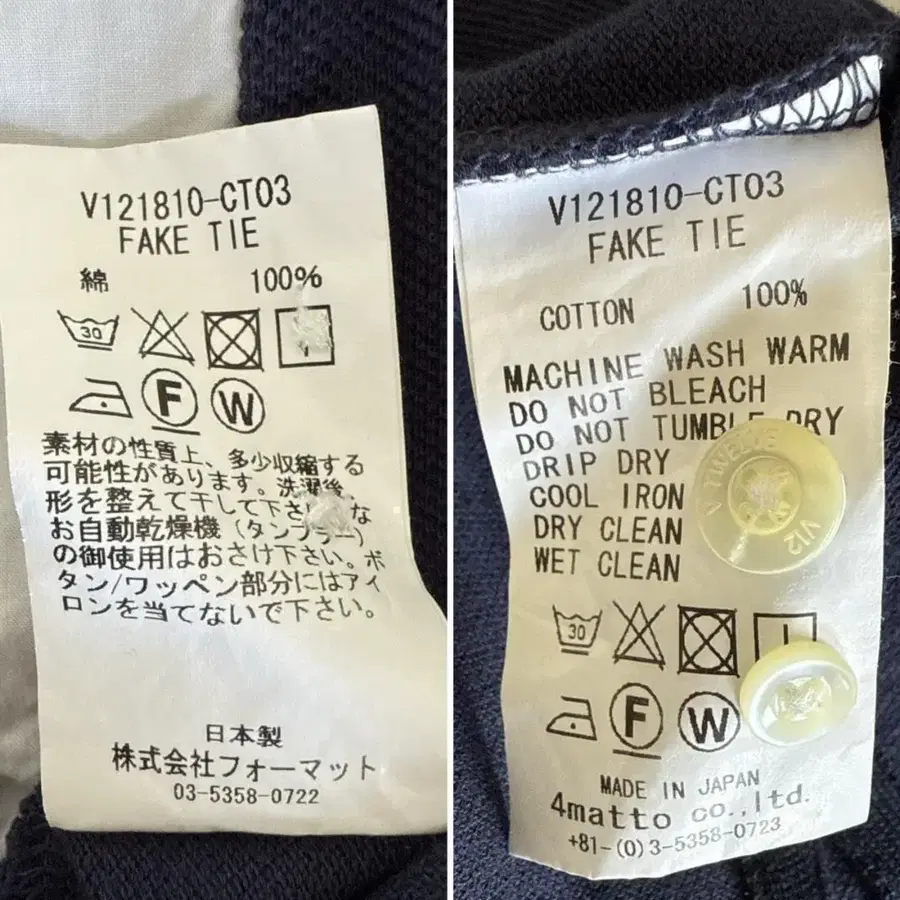 V121810-CT03
FAKE TIE
綿 100%
30
F W
素材の性質上、多少収縮する
可能性があります。洗濯後、
形を整えて干して下さ な
お自動乾燥機(タンブラー)
の御使用はおさけ下さい。ボ
タン/ワッペン部分にはアイ
ロンを当てないで下さい。
日本製
株式会社フォーマット
03-5358-0722
V121810-CT03
FAKE TIE
COTTON 100%
MACHINE WASH WARM
DO NOT BLEACH
DO NOT TUMBLE DRY
DRIP DRY
COOL IRON
DRY CLEAN
WET CLEAN
TWELVE
V12
30
F W
MADE IN JAPAN
4matto co.,ltd.
+81-(0)3-5358-0723